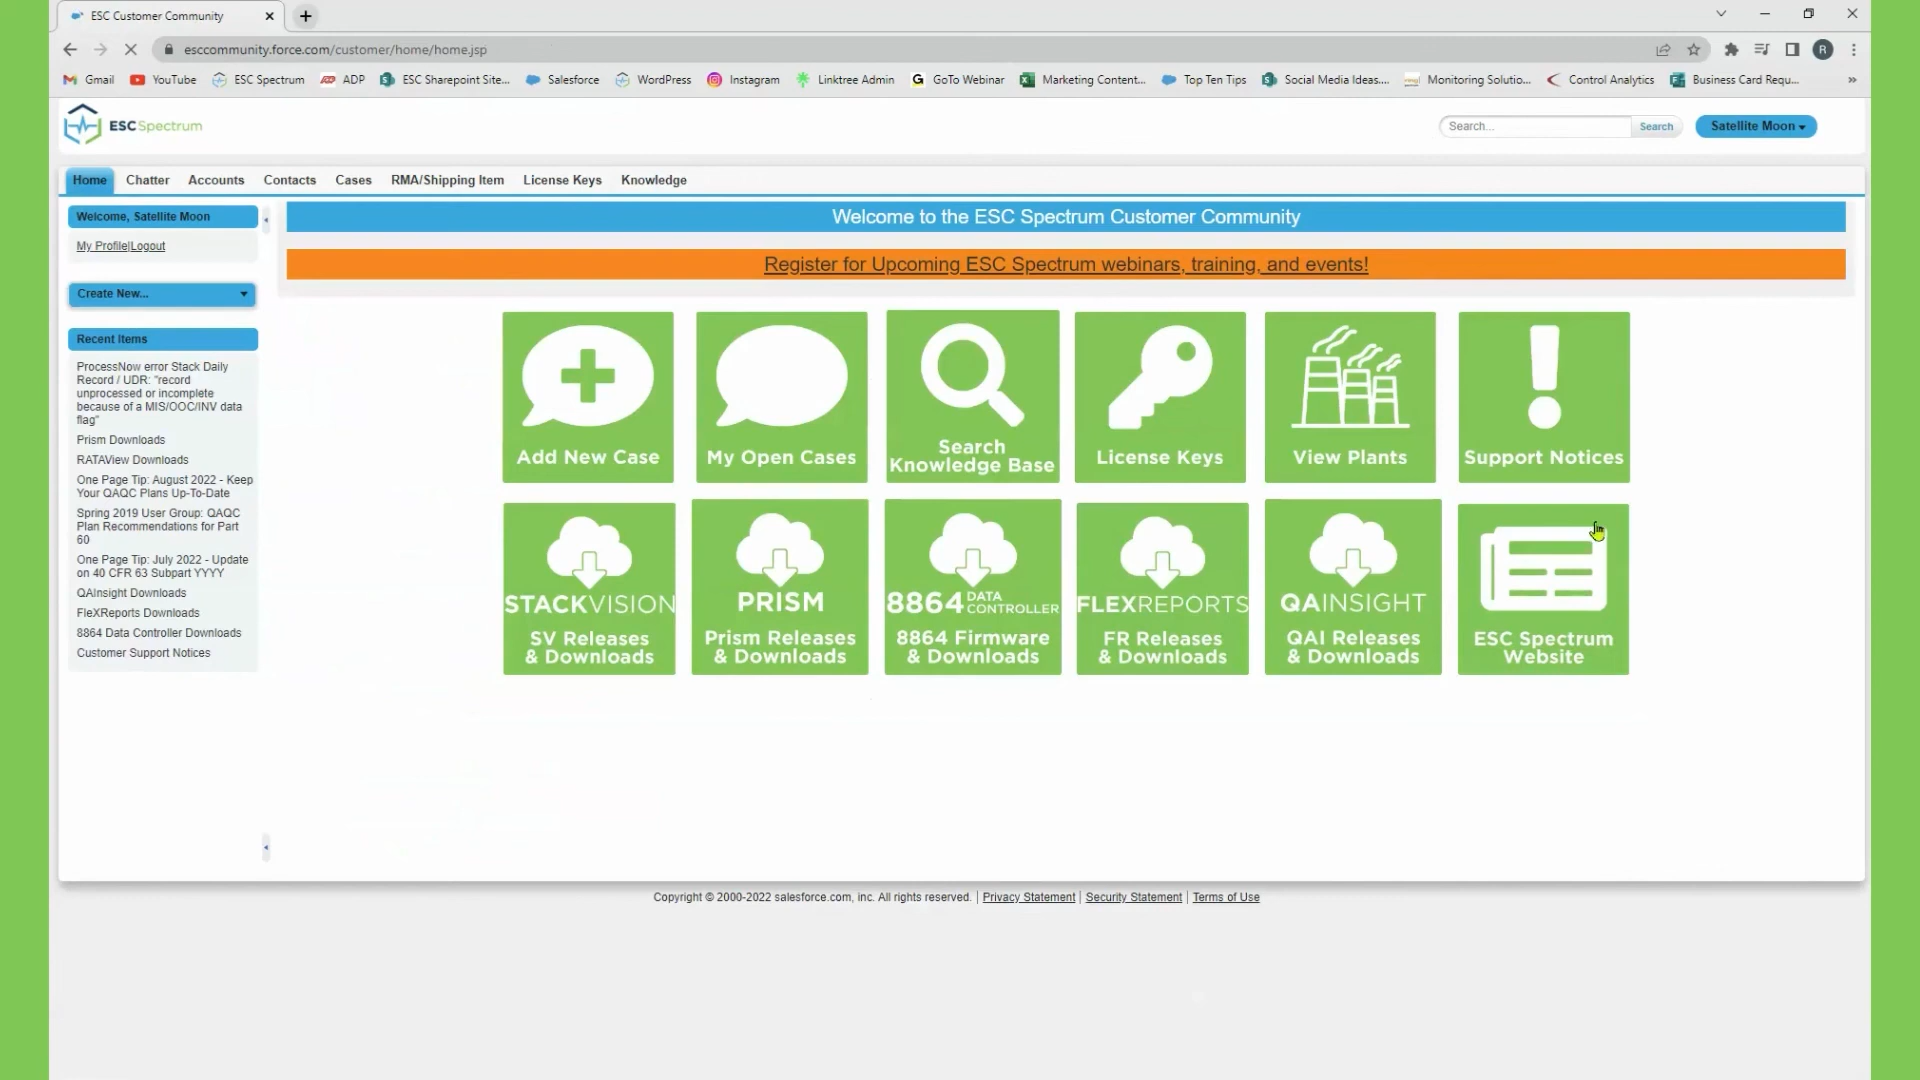 ESC Customer Community
esccommunity.force.com/customer/home/home.jsp
R
Gmail YouTube ESC Spectrum ADP ESC Sharepoint Site... Salesforce WordPress Instagram Linktree Admin GoTo Webinar Marketing Content... Top Ten Tips Social Media Ideas.... Monitoring Solutio... Control Analytics Business Card Requ... »
ESC Spectrum
Search...
Search
Satellite Moon
Home Chatter Accounts Contacts Cases RMA/Shipping Item License Keys Knowledge
Welcome, Satellite Moon
My Profile|Logout
Create New...
Recent Items
ProcessNow error Stack Daily
Record / UDR: "record
unprocessed or incomplete
because of a MIS/OOC/INV data
flag"
Prism Downloads
RATAView Downloads
One Page Tip: August 2022 - Keep
Your QAQC Plans Up-To-Date
Spring 2019 User Group: QAQC
Plan Recommendations for Part
60
One Page Tip: July 2022 - Update
on 40 CFR 63 Subpart YYYY
QAInsight Downloads
FleXReports Downloads
8864 Data Controller Downloads
Customer Support Notices
Welcome to the ESC Spectrum Customer Community
Register for Upcoming ESC Spectrum webinars, training, and events!
Add New Case
My Open Cases
Search
Knowledge Base
License Keys
View Plants
Support Notices
STACKVISION
SV Releases
& Downloads
PRISM
Prism Releases
& Downloads
8864 DATA
CONTROLLER
8864 Firmware
& Downloads
FLEXREPORTS
FR Releases
& Downloads
QAINSIGHT
QAI Releases
& Downloads
ESC Spectrum
Website
Copyright © 2000-2022 salesforce.com, inc. All rights reserved. | Privacy Statement | Security Statement | Terms of Use